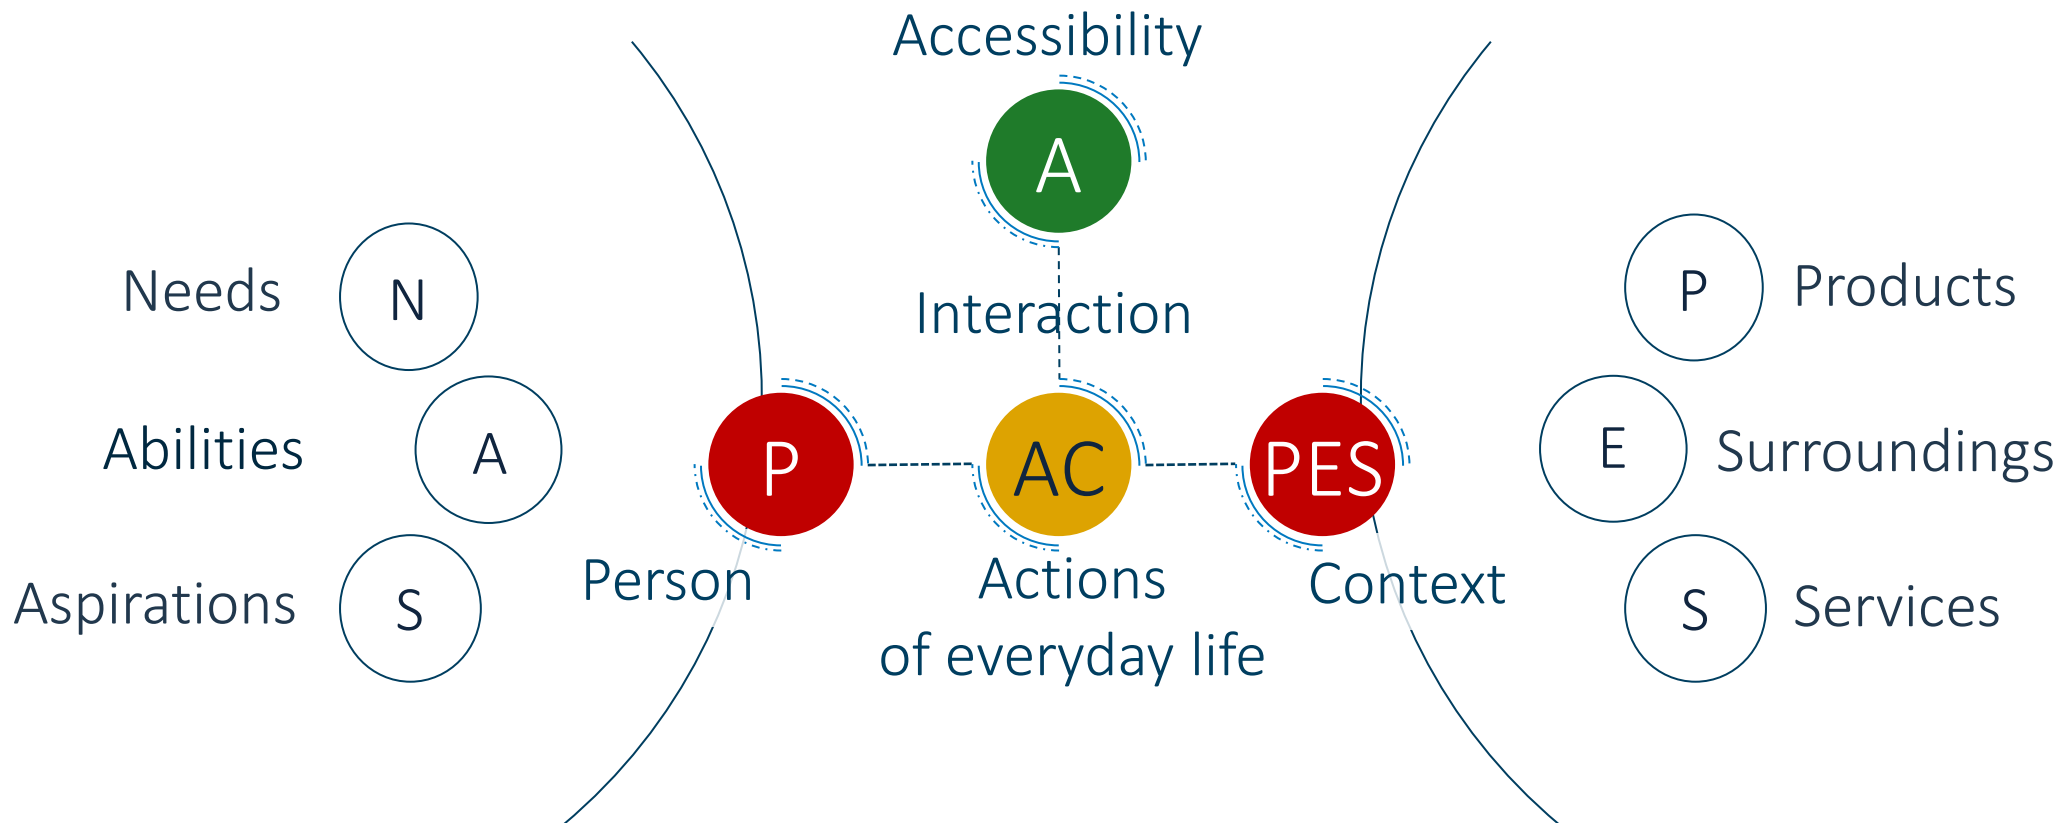 Accessibility
A
Needs
N
Interaction
P
Products
Abilities
A
P
AC
PES
E
Surroundings
Person
Actions
of everyday life
Context
Aspirations
S
S
Services